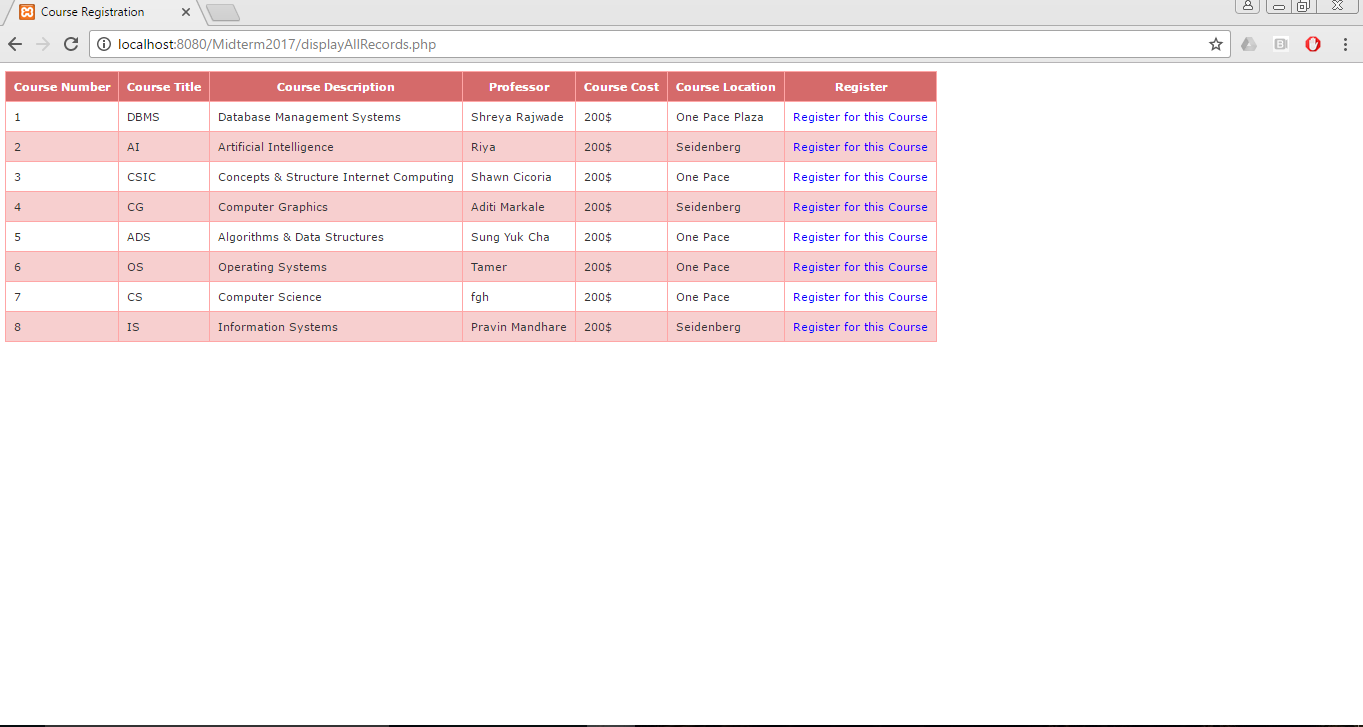 Course Registration
localhost:8080/Midterm2017/displayAllRecords.php
Course Number Course Title Course Description Professor Course Cost Course Location Register
1 DBMS Database Management Systems Shreya Rajwade 200$ One Pace Plaza Register for this Course
2 AI Artificial Intelligence Riya 200$ Seidenberg Register for this Course
3 CSIC Concepts & Structure Internet Computing Shawn Cicoria 200$ One Pace Register for this Course
4 CG Computer Graphics Aditi Markale 200$ Seidenberg Register for this Course
5 ADS Algorithms & Data Structures Sung Yuk Cha 200$ One Pace Register for this Course
6 OS Operating Systems Tamer 200$ One Pace Register for this Course
7 CS Computer Science fgh 200$ One Pace Register for this Course
8 IS Information Systems Pravin Mandhare 200$ Seidenberg Register for this Course